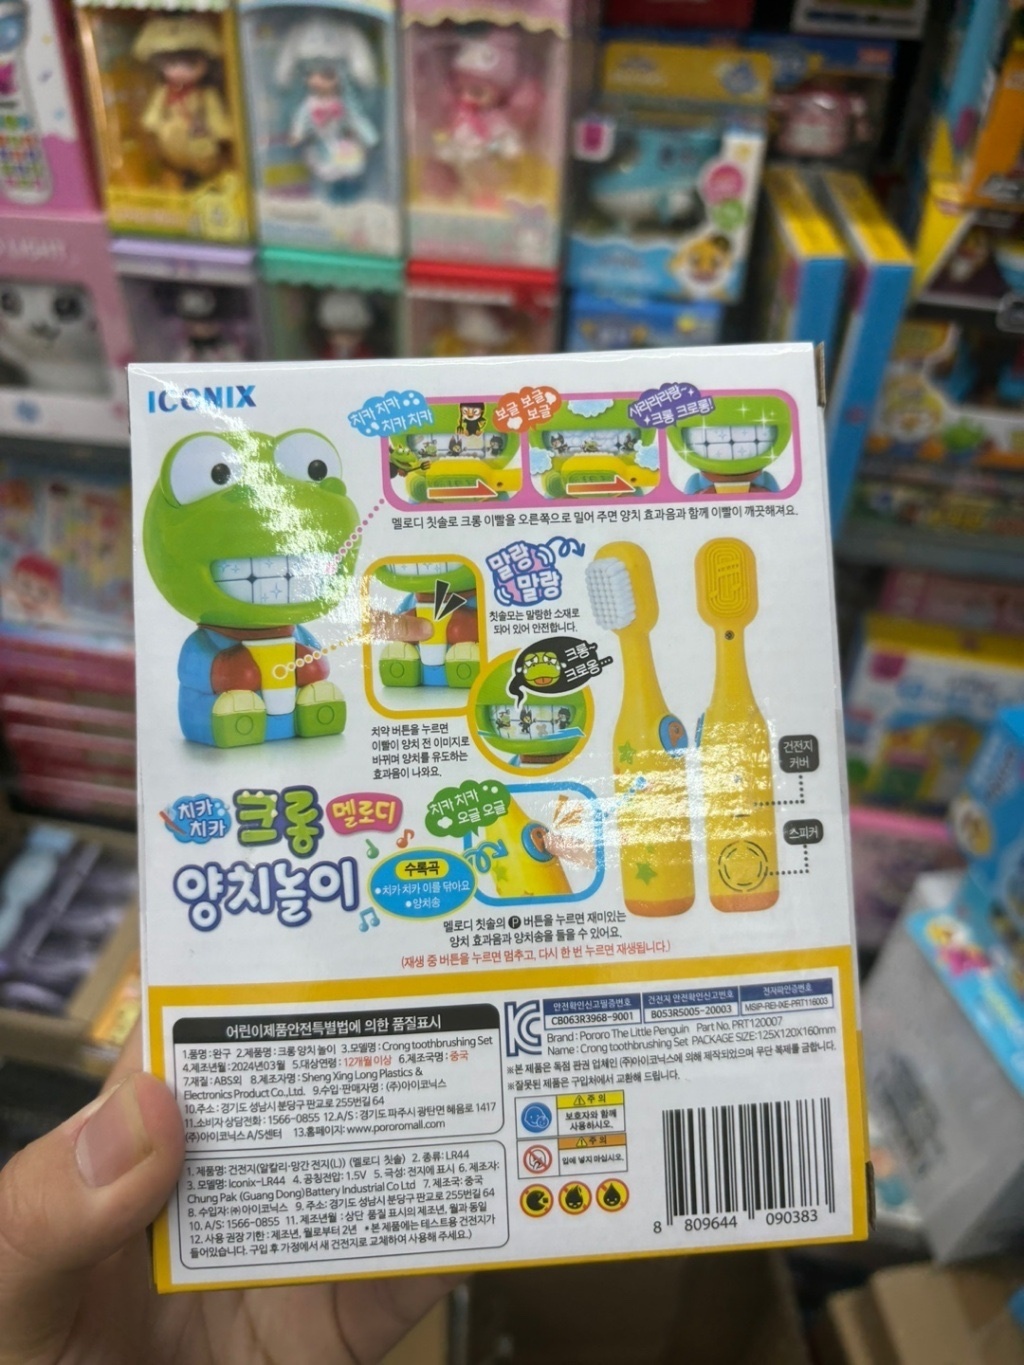 ICONIX
치카 치카
치카 치카
보글 보글
보글
샤라라라랑~
크롱 크로롱!
멜로디 칫솔로 크롱 이빨을 오른쪽으로 밀어 주면 양치 효과음과 함께 이빨이 깨끗해져요.
말랑
말랑
칫솔모는 말랑한 소재로
되어 있어 안전합니다.
크롱~
크로옹
치약 버튼을 누르면
이빨이 양치 전 이미지로
바뀌며 양치를 유도하는
효과음이 나와요.
건전지
커버
스피커
치카
치카
크롱
멜로디
양치놀이
치카 치카
오글 오글
수록곡
•치카 치카 이를 닦아요
•양치송
멜로디 칫솔의 P 버튼을 누르면 재미있는
양치 효과음과 양치송을 들을 수 있어요.
(재생 중 버튼을 누르면 멈추고, 다시 한 번 누르면 재생됩니다.)
어린이제품안전특별법에 의한 품질표시
1.품명 : 완구 2.제품명 : 크롱 양치 놀이 3.모델명 : Crong toothbrushing Set
4.제조년월 : 2024년03월 5.대상연령 : 12개월 이상 6.제조국명 : 중국
7.재질 : ABS외 8.제조자명 : Sheng Xing Long Plastics &
Electronics Product Co., Ltd. 9.수입·판매자명 : (주)아이코닉스
10.주소 : 경기도 성남시 분당구 판교로 255번길 64
11.소비자 상담전화 : 1566-0855 12.A/S : 경기도 파주시 광탄면 혜음로 1417
(주)아이코닉스 A/S센터 13.홈페이지: www.pororomall.com
안전확인신고필증번호
CB063R3968-9001
건전지 안전확인신고번호
B053R5005-20003
전자파인증번호
MSIP-REI-IXE-PRT116003
Brand : Pororo The Little Penguin Part No. PRT120007
Name : Crong toothbrushing Set PACKAGE SIZE:125X120X160mm
※본 제품은 독점 판권 업체인 (주)아이코닉스에 의해 제작되었으며 무단 복제를 금합니다.
※잘못된 제품은 구입처에서 교환해 드립니다.
주의
보호자와 함께
사용하시오.
주의
입에 넣지 마십시오.
1. 제품명 : 건전지(알칼리·망간 전지(L)) (멜로디 칫솔) 2. 종류: LR44
3. 모델명: Iconix-LR44 4. 공칭전압 : 1.5V 5. 극성 : 전지에 표시 6. 제조자:
Chung Pak (Guang Dong) Battery Industrial Co Ltd 7. 제조국: 중국
8. 수입자:㈜아이코닉스 9. 주소: 경기도 성남시 분당구 판교로 255번길 64
10. A/S: 1566-0855 11. 제조년월 : 상단 품질 표시의 제조년, 월과 동일
12. 사용 권장 기한 : 제조년, 월로부터 2년 *본 제품에는 테스트용 건전지가
들어있습니다. 구입 후 가정에서 새 건전지로 교체하여 사용해 주세요.)
8 809644 090383